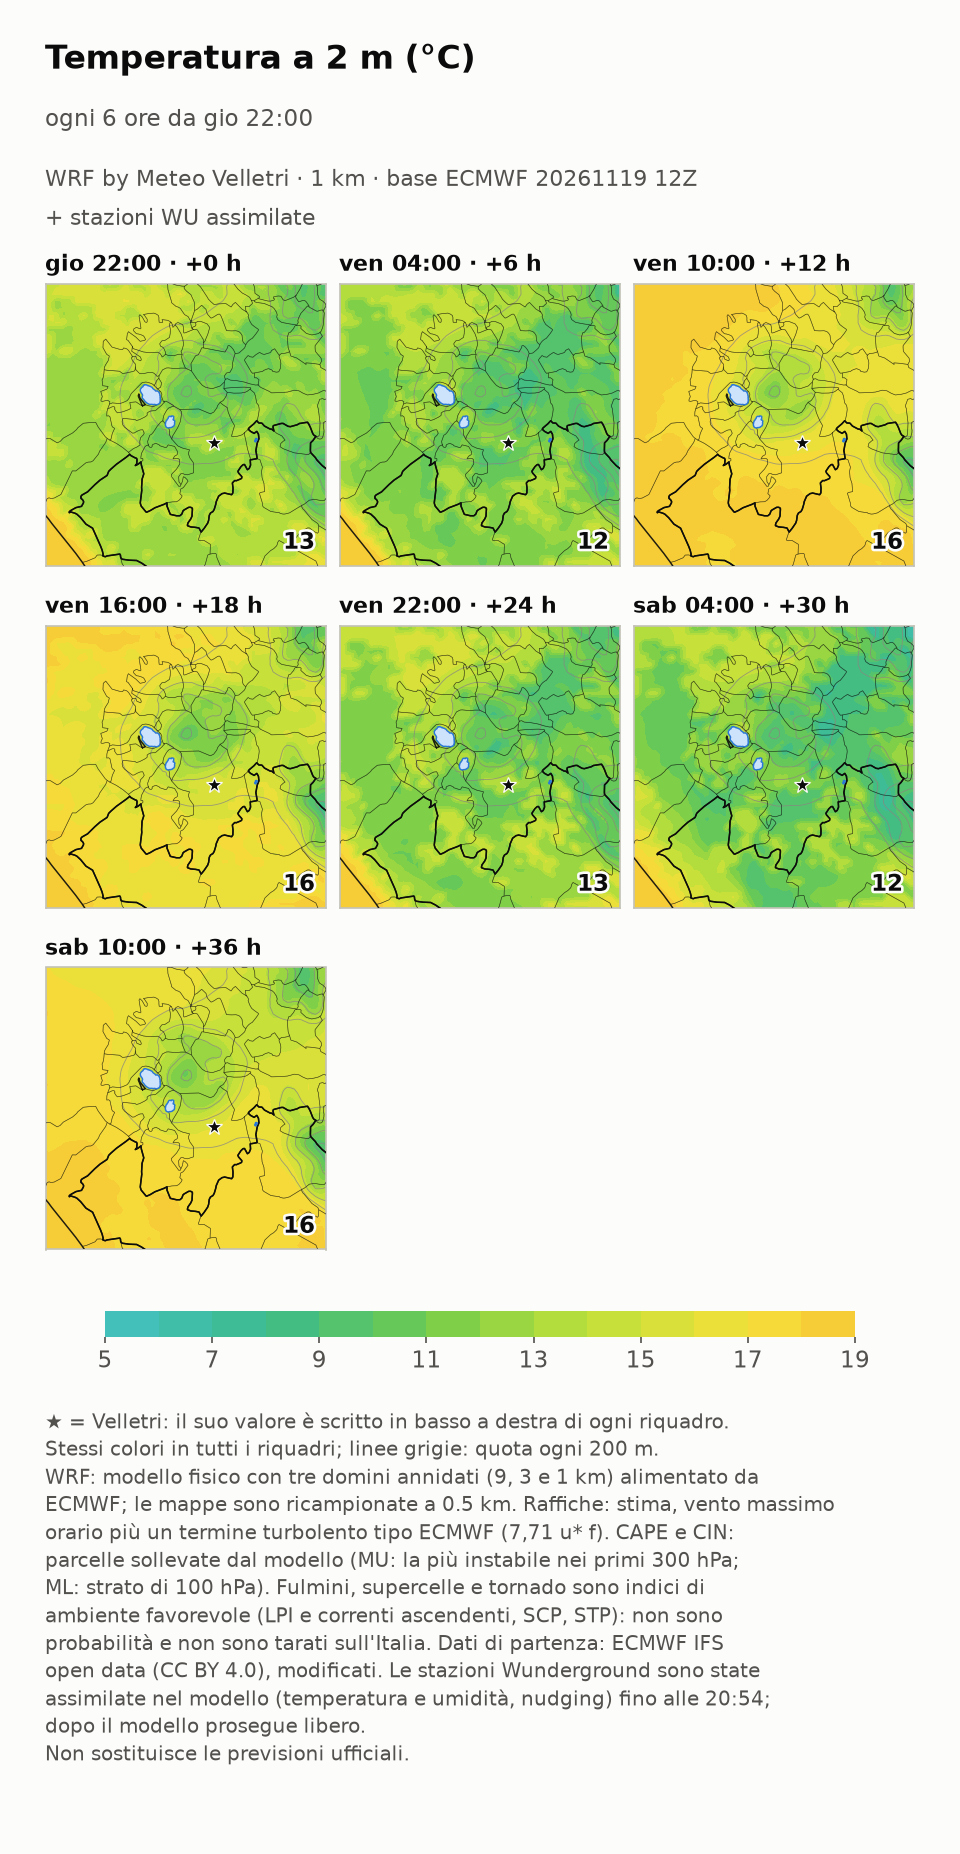 Temperatura a 2 m (°C)
ogni 6 ore da gio 22:00
WRF by Meteo Velletri · 1 km · base ECMWF 20261119 12Z
+ stazioni WU assimilate
gio 22:00 · +0 h
ven 04:00 · +6 h
ven 10:00 · +12 h
13
12
16
ven 16:00 · +18 h
ven 22:00 · +24 h
sab 04:00 · +30 h
16
13
12
sab 10:00 · +36 h
16
5 7 9 11 13 15 17 19
★ = Velletri: il suo valore è scritto in basso a destra di ogni riquadro.
Stessi colori in tutti i riquadri; linee grigie: quota ogni 200 m.
WRF: modello fisico con tre domini annidati (9, 3 e 1 km) alimentato da
ECMWF; le mappe sono ricampionate a 0.5 km. Raffiche: stima, vento massimo
orario più un termine turbolento tipo ECMWF (7,71 u* f). CAPE e CIN:
parcelle sollevate dal modello (MU: la più instabile nei primi 300 hPa;
ML: strato di 100 hPa). Fulmini, supercelle e tornado sono indici di
ambiente favorevole (LPI e correnti ascendenti, SCP, STP): non sono
probabilità e non sono tarati sull'Italia. Dati di partenza: ECMWF IFS
open data (CC BY 4.0), modificati. Le stazioni Wunderground sono state
assimilate nel modello (temperatura e umidità, nudging) fino alle 20:54;
dopo il modello prosegue libero.
Non sostituisce le previsioni ufficiali.